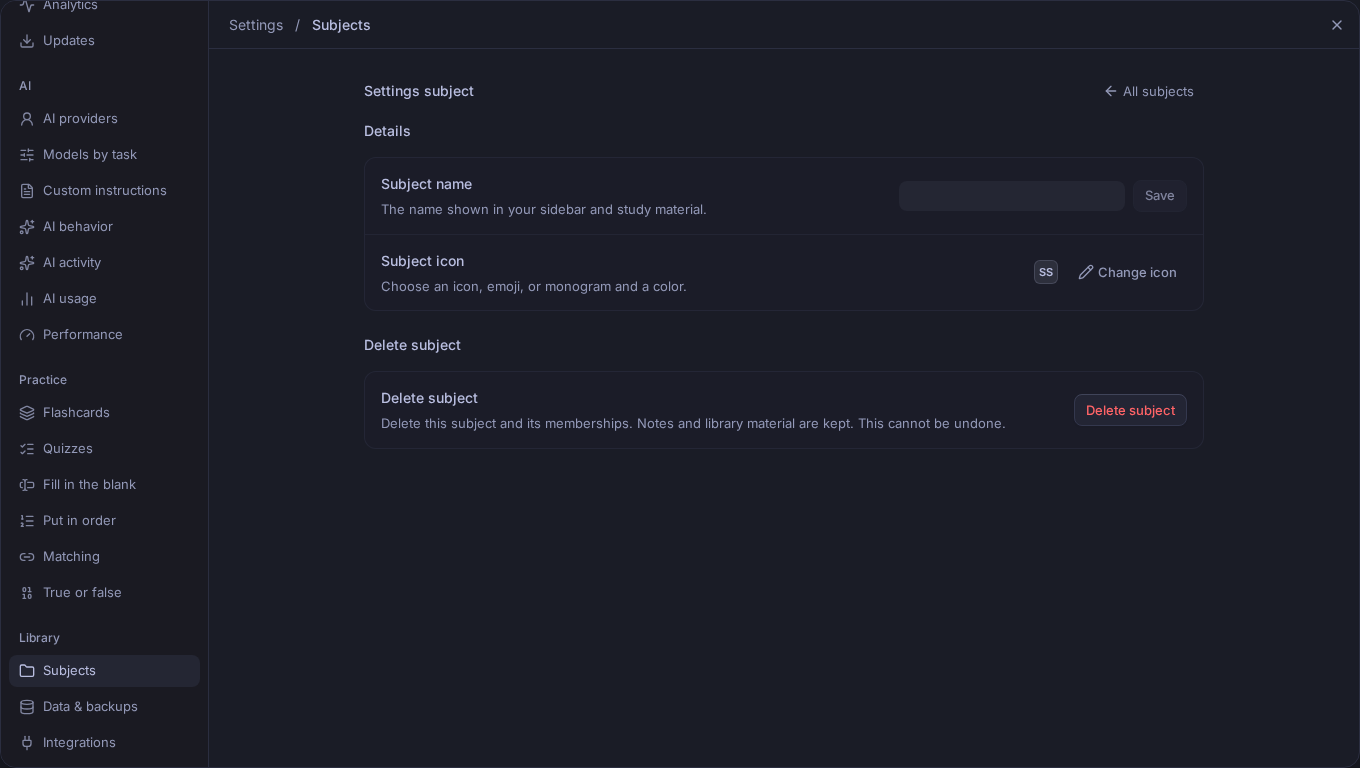 Analytics
Updates
AI
AI providers
Models by task
Custom instructions
AI behavior
AI activity
AI usage
Performance
Practice
Flashcards
Quizzes
Fill in the blank
Put in order
Matching
True or false
Library
Subjects
Data & backups
Integrations
Settings / Subjects
Settings subject
All subjects
Details
Subject name
The name shown in your sidebar and study material.
Save
Subject icon
Choose an icon, emoji, or monogram and a color.
SS
Change icon
Delete subject
Delete subject
Delete this subject and its memberships. Notes and library material are kept. This cannot be undone.
Delete subject